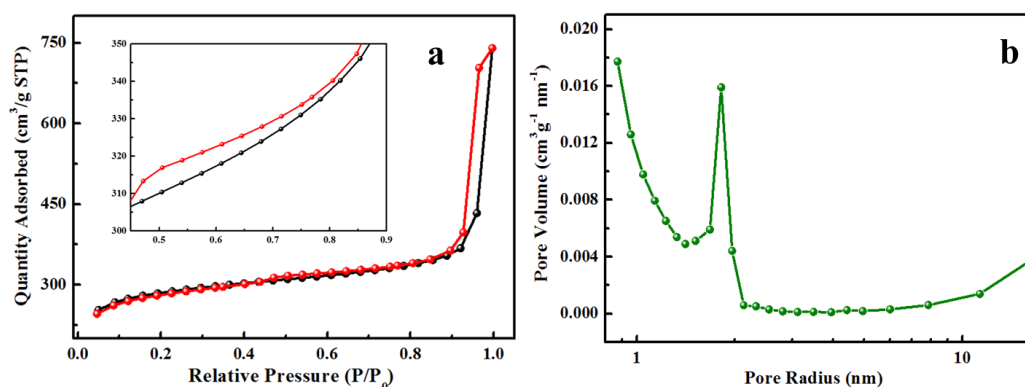 a
750
600
450
300
Quantity Adsorbed (cm³/g STP)
350
340
330
320
310
300
0.5 0.6 0.7 0.8 0.9
0.0 0.2 0.4 0.6 0.8 1.0
Relative Pressure (P/P₀)
b
0.020
0.016
0.012
0.008
0.004
0.000
Pore Volume (cm³g⁻¹ nm⁻¹)
1 10
Pore Radius (nm)